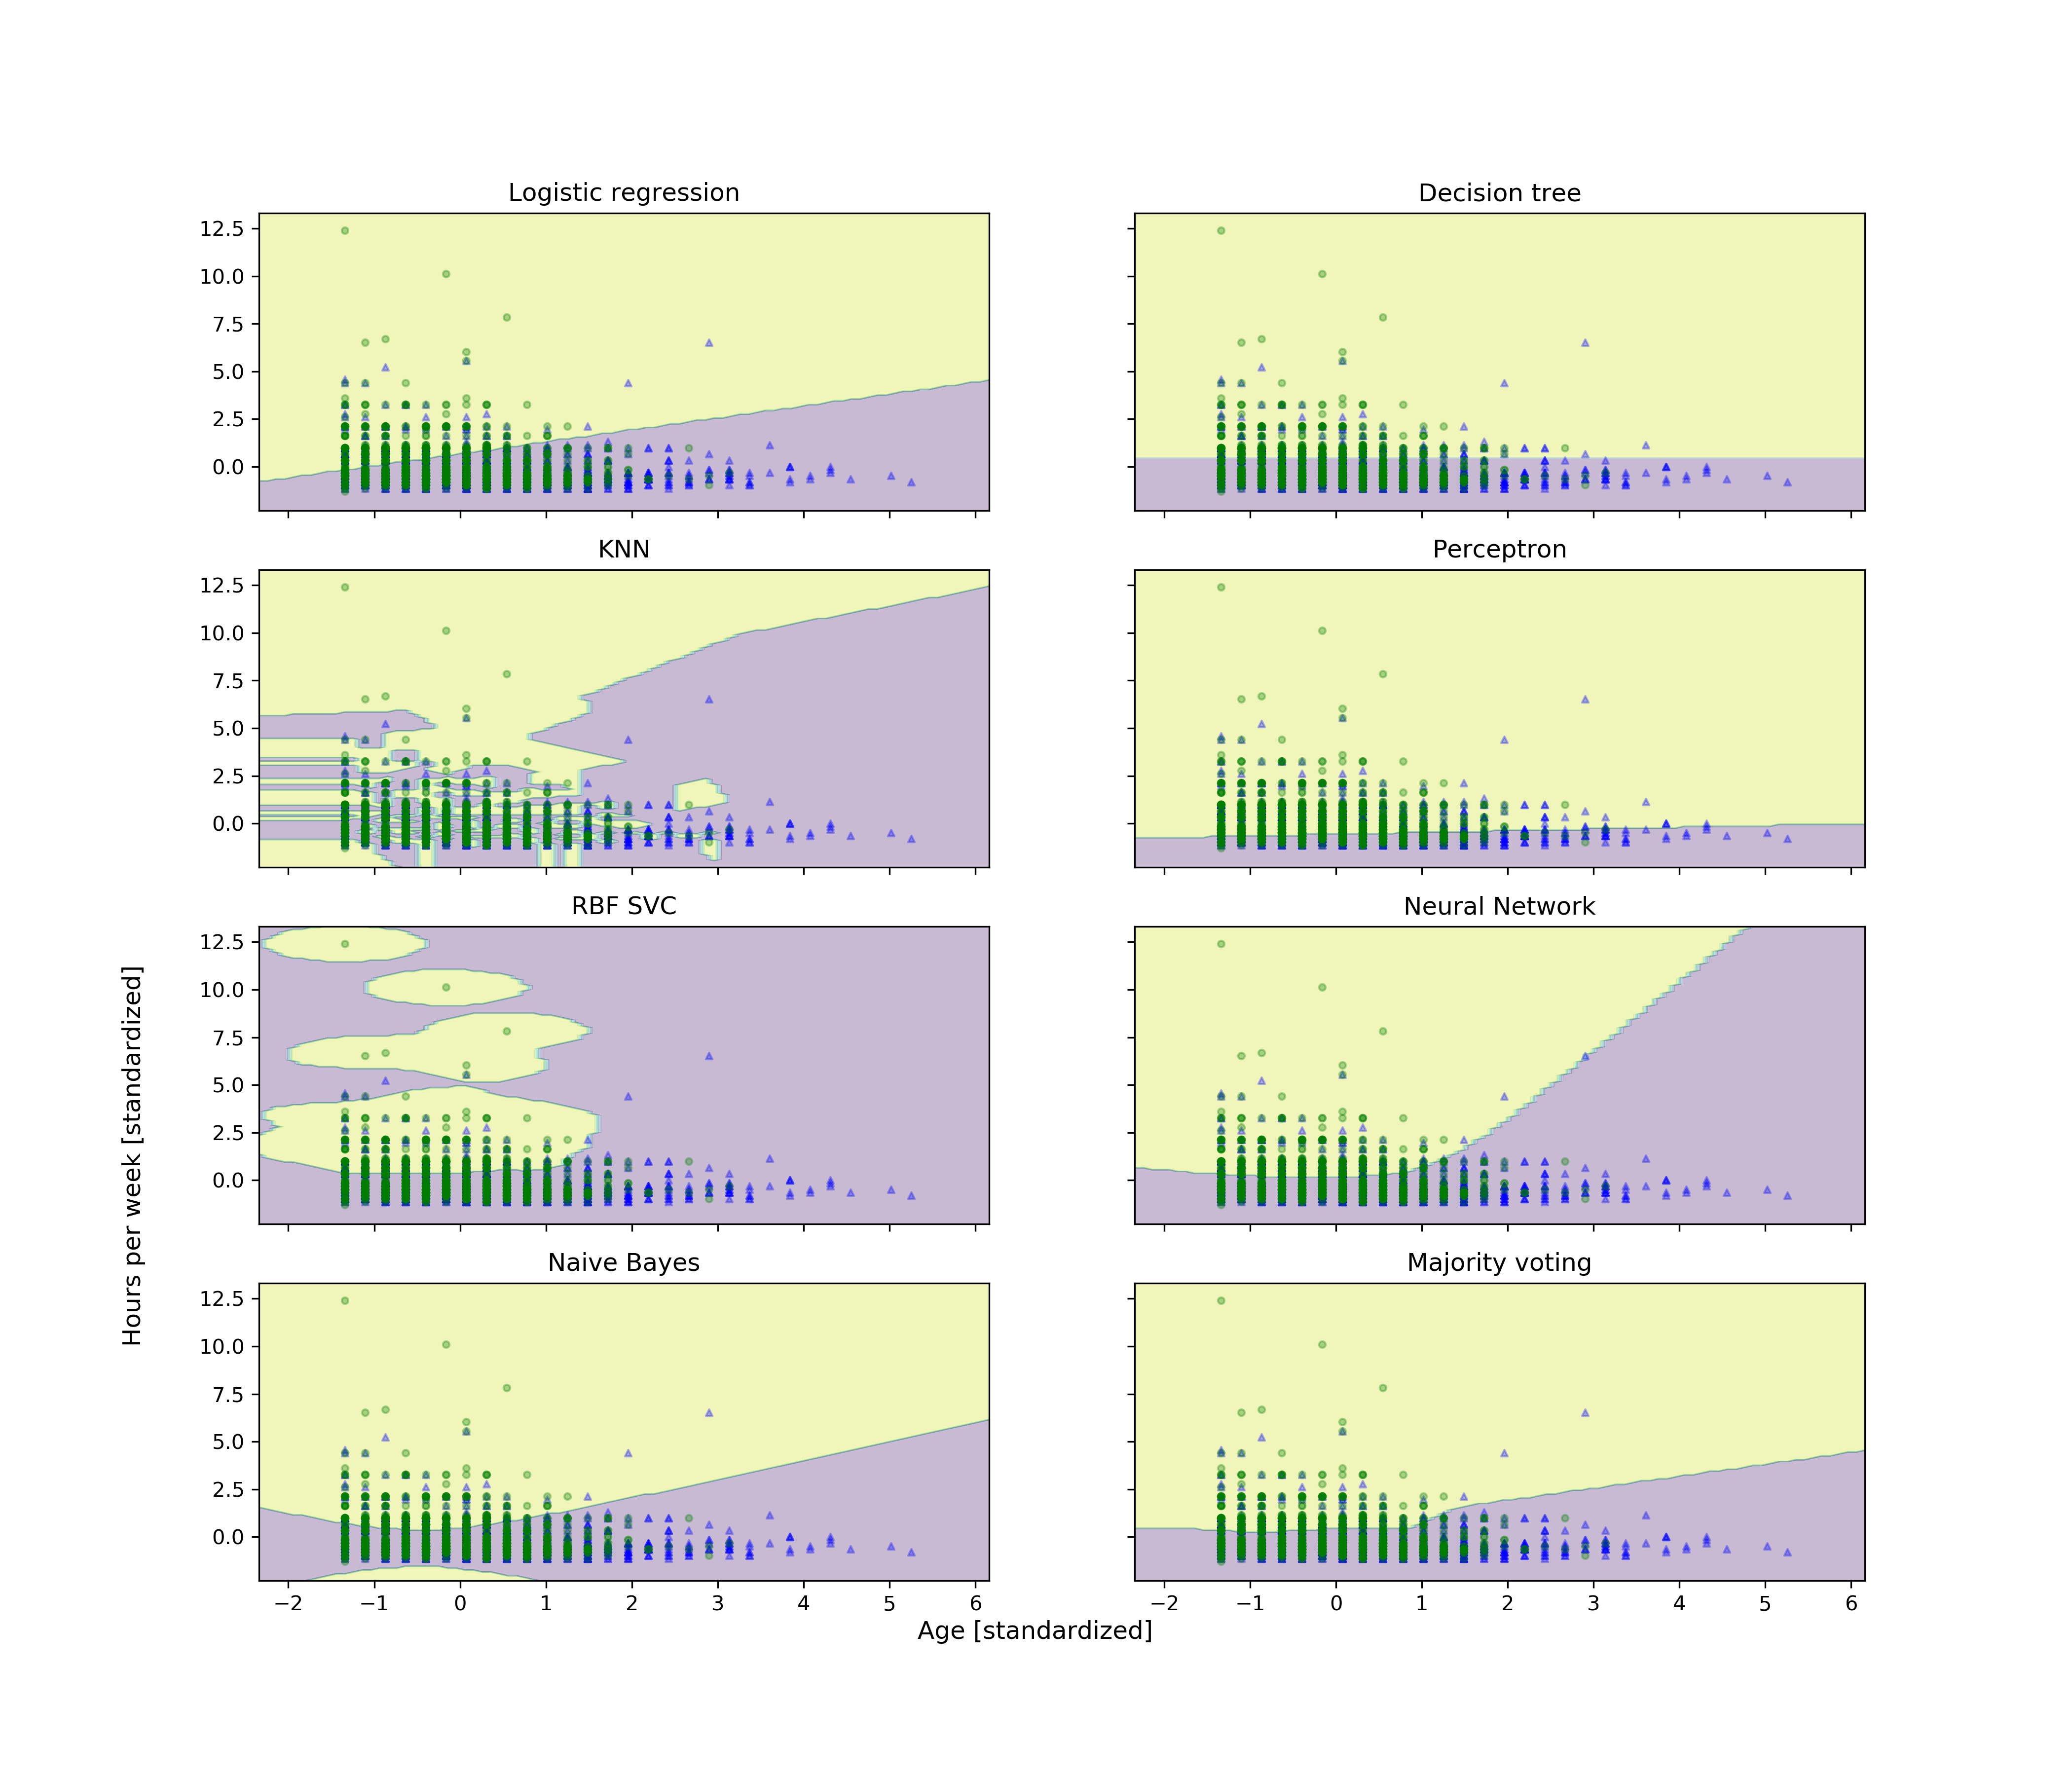 Logistic regression
Decision tree
12.5
10.0
7.5
5.0
2.5
0.0
KNN
Perceptron
12.5
10.0
7.5
5.0
2.5
0.0
RBF SVC
Neural Network
12.5
10.0
7.5
5.0
2.5
0.0
Hours per week [standardized]
Naive Bayes
Majority voting
12.5
10.0
7.5
5.0
2.5
0.0
−2 −1 0 1 2 3 4 5 6
−2 −1 0 1 2 3 4 5 6
Age [standardized]